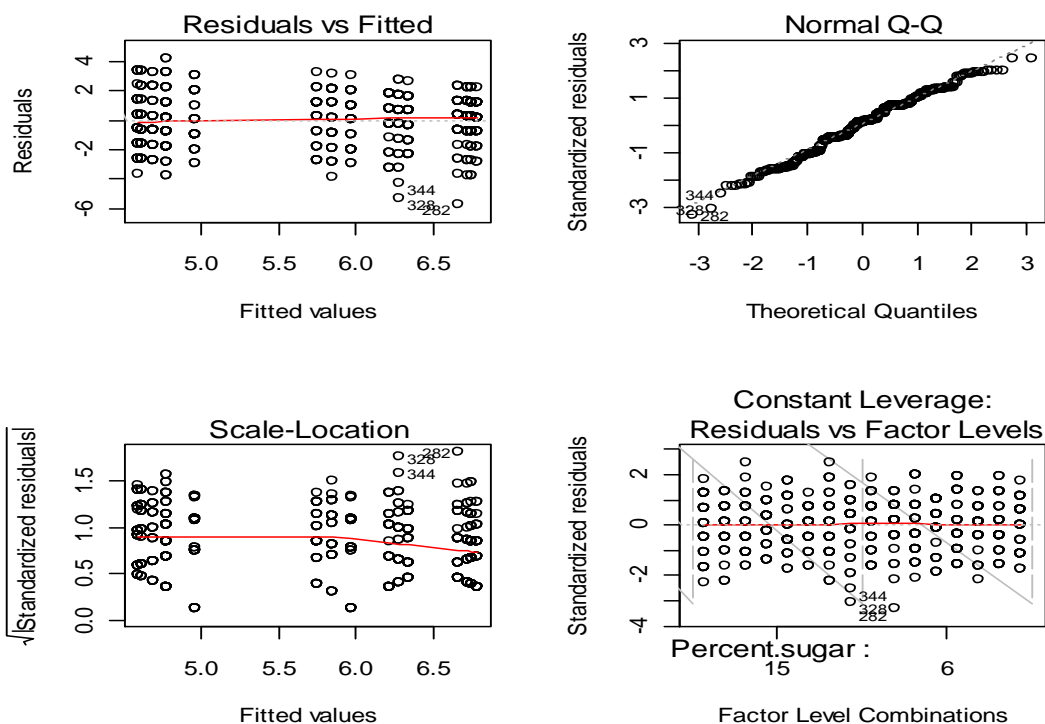 Residuals vs Fitted
Residuals
4
2
-2
-6
344
328
282
5.0 5.5 6.0 6.5
Fitted values
Normal Q-Q
Standardized residuals
3
1
-1
-3
344
328
282
-3 -2 -1 0 1 2 3
Theoretical Quantiles
Scale-Location
√|Standardized residuals|
1.5
1.0
0.5
0.0
282
328
344
5.0 5.5 6.0 6.5
Fitted values
Constant Leverage:
Residuals vs Factor Levels
Standardized residuals
2
0
-2
-4
344
328
282
Percent.sugar :
15 6
Factor Level Combinations